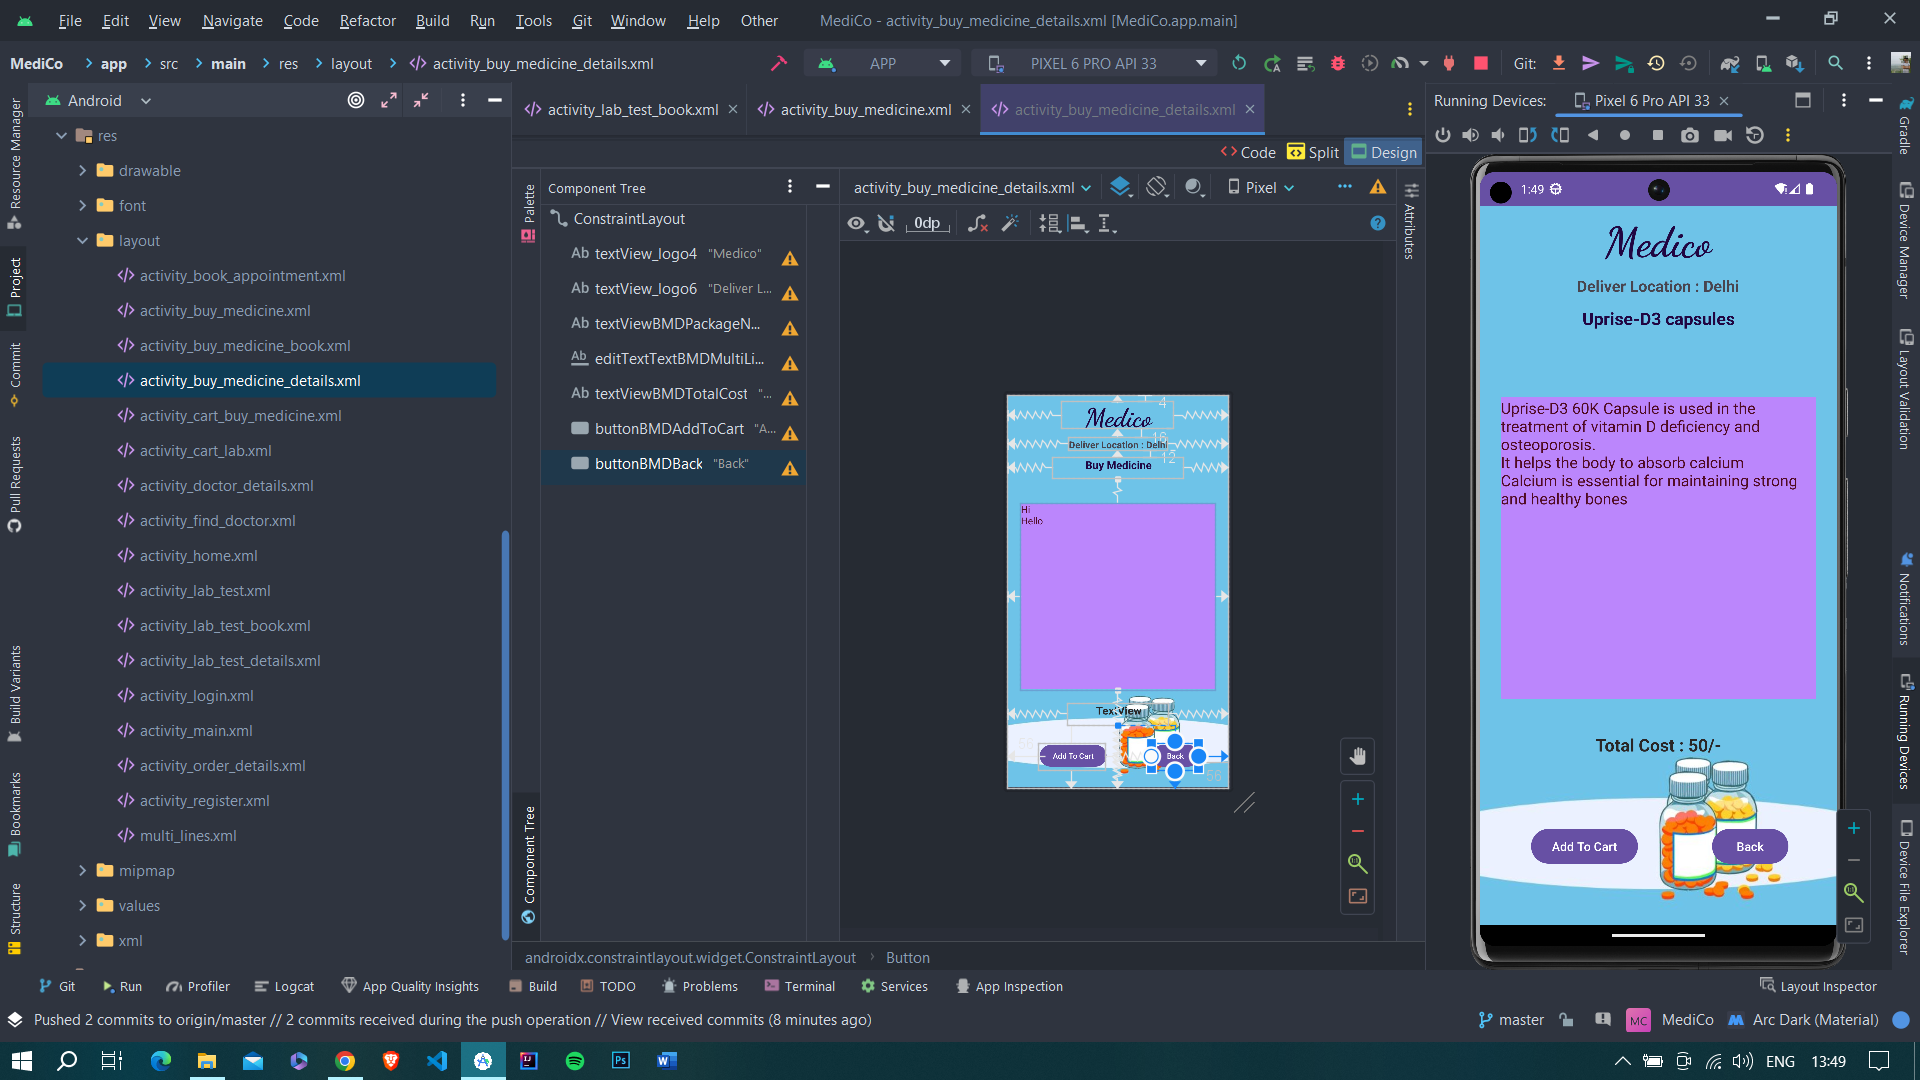 File Edit View Navigate Code Refactor Build Run Tools Git Window Help Other MediCo - activity_buy_medicine_details.xml [MediCo.app.main]
MediCo app src main res layout activity_buy_medicine_details.xml APP PIXEL 6 PRO API 33 Git:
Android
activity_lab_test_book.xml activity_buy_medicine.xml activity_buy_medicine_details.xml
Running Devices: Pixel 6 Pro API 33
Code Split Design
Resource Manager
Project
Commit
Pull Requests
Build Variants
Bookmarks
Structure
res
drawable
font
layout
activity_book_appointment.xml
activity_buy_medicine.xml
activity_buy_medicine_book.xml
activity_buy_medicine_details.xml
activity_cart_buy_medicine.xml
activity_cart_lab.xml
activity_doctor_details.xml
activity_find_doctor.xml
activity_home.xml
activity_lab_test.xml
activity_lab_test_book.xml
activity_lab_test_details.xml
activity_login.xml
activity_main.xml
activity_order_details.xml
activity_register.xml
multi_lines.xml
mipmap
values
xml
Palette
Component Tree
Component Tree
ConstraintLayout
Ab textView_logo4 "Medico"
Ab textView_logo6 "Deliver L...
Ab textViewBMDPackageN...
Ab editTextTextBMDMultiLi...
Ab textViewBMDTotalCost "...
buttonBMDAddToCart "A...
buttonBMDBack "Back"
activity_buy_medicine_details.xml Pixel
0dp
Attributes
4
Medico
16
Deliver Location : Delhi
12
Buy Medicine
Hi
Hello
TextView
56
Add To Cart Back
56
1:49
Medico
Deliver Location : Delhi
Uprise-D3 capsules
Uprise-D3 60K Capsule is used in the
treatment of vitamin D deficiency and
osteoporosis.
It helps the body to absorb calcium
Calcium is essential for maintaining strong
and healthy bones
Total Cost : 50/-
Add To Cart Back
Gradle
Device Manager
Layout Validation
Notifications
Running Devices
Device File Explorer
androidx.constraintlayout.widget.ConstraintLayout Button
Git Run Profiler Logcat App Quality Insights Build TODO Problems Terminal Services App Inspection Layout Inspector
Pushed 2 commits to origin/master // 2 commits received during the push operation // View received commits (8 minutes ago) master MC MediCo Arc Dark (Material)
Ps ENG 13:49